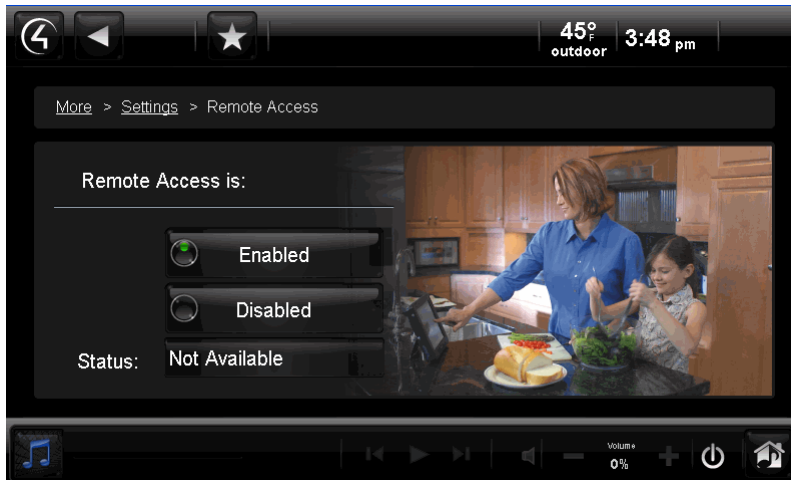 45°F
outdoor
3:48 pm
More > Settings > Remote Access
Remote Access is:
Enabled
Disabled
Status: Not Available
Volume
0%